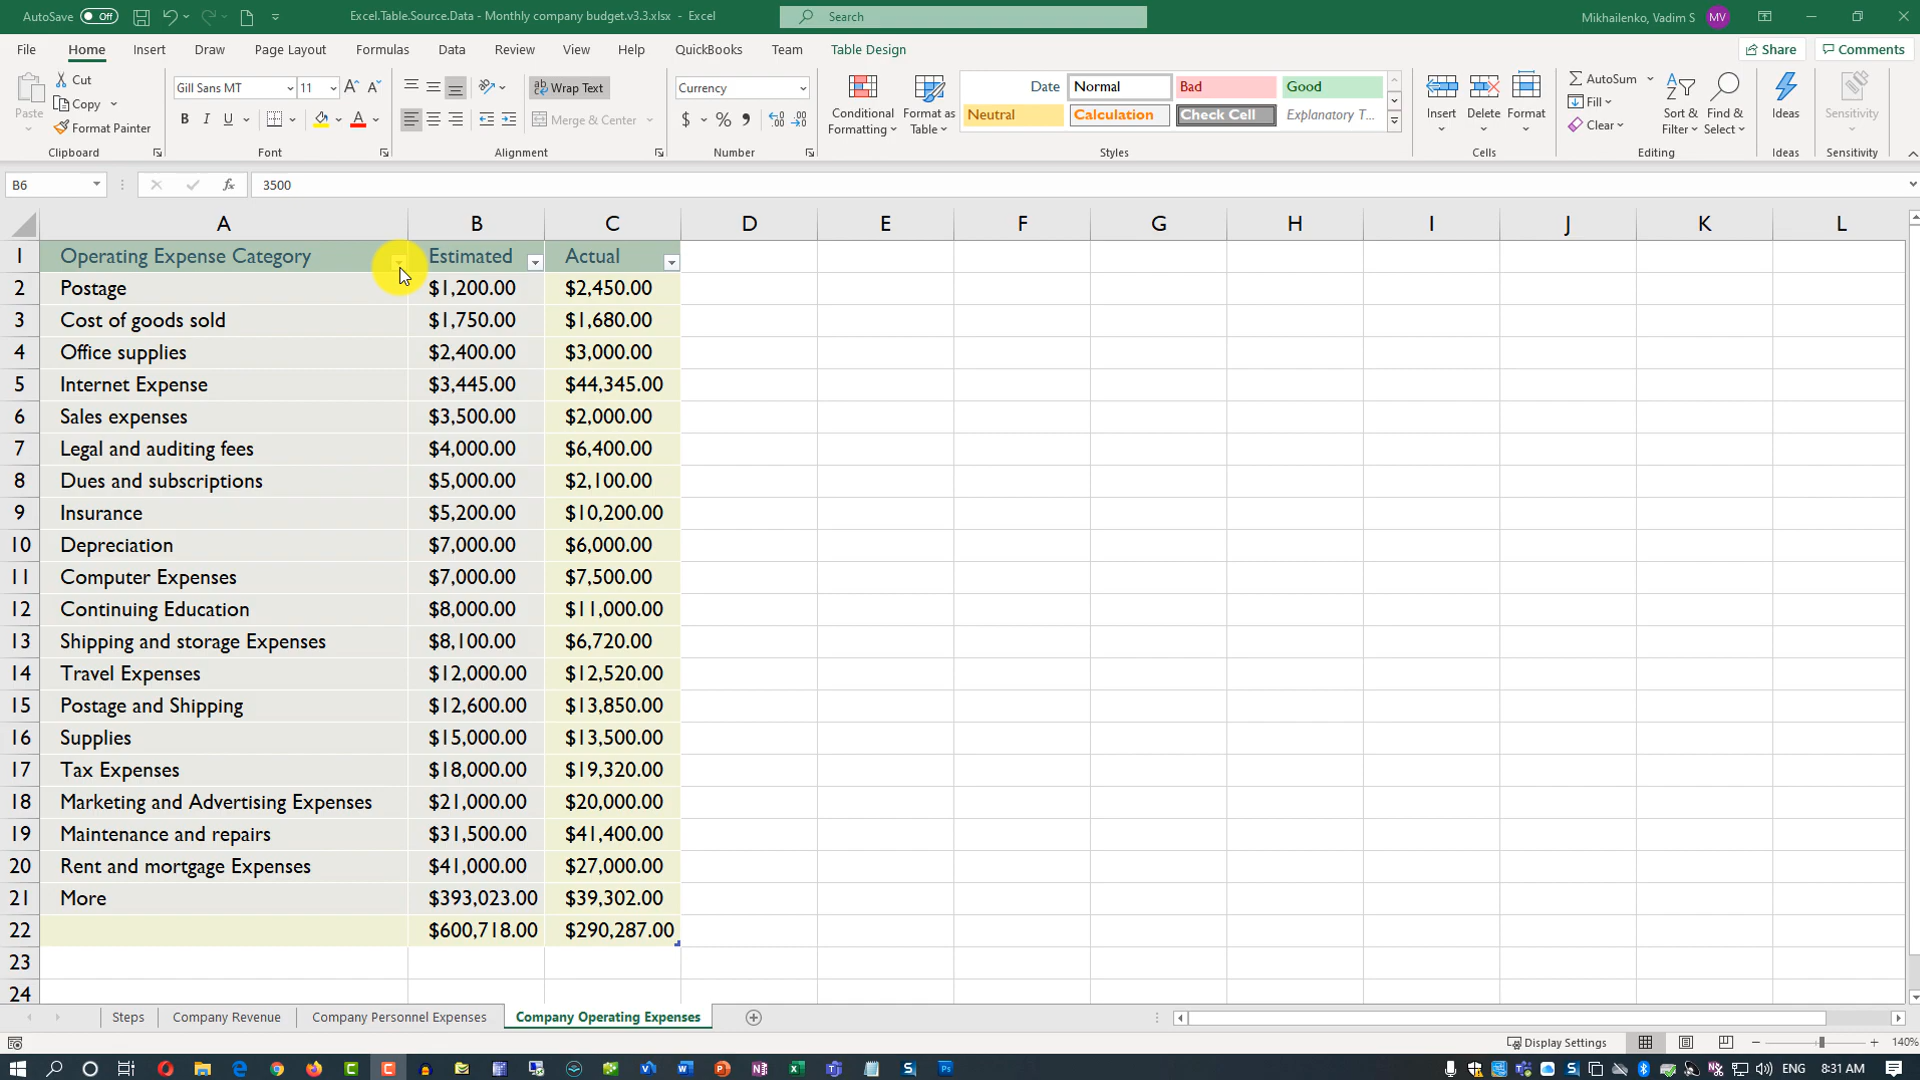 AutoSave Off Excel.Table.Source.Data - Monthly company budget.v3.3.xlsx - Excel Search Mikhailenko, Vadim S MV
File Home Insert Draw Page Layout Formulas Data Review View Help QuickBooks Team Table Design Share Comments
Paste Cut Copy Format Painter Clipboard
Gill Sans MT 11 A A B I U A Font
Wrap Text Merge & Center Alignment
Currency $ % Number
Conditional Formatting Format as Table
Date Normal Bad Good
Neutral Calculation Check Cell Explanatory T...
Styles
Insert Delete Format Cells
AutoSum Fill Clear Sort & Filter Find & Select Editing
Ideas Ideas
Sensitivity Sensitivity
B6 fx 3500
A B C D E F G H I J K L
1 Operating Expense Category Estimated Actual
2 Postage $1,200.00 $2,450.00
3 Cost of goods sold $1,750.00 $1,680.00
4 Office supplies $2,400.00 $3,000.00
5 Internet Expense $3,445.00 $44,345.00
6 Sales expenses $3,500.00 $2,000.00
7 Legal and auditing fees $4,000.00 $6,400.00
8 Dues and subscriptions $5,000.00 $2,100.00
9 Insurance $5,200.00 $10,200.00
10 Depreciation $7,000.00 $6,000.00
11 Computer Expenses $7,000.00 $7,500.00
12 Continuing Education $8,000.00 $11,000.00
13 Shipping and storage Expenses $8,100.00 $6,720.00
14 Travel Expenses $12,000.00 $12,520.00
15 Postage and Shipping $12,600.00 $13,850.00
16 Supplies $15,000.00 $13,500.00
17 Tax Expenses $18,000.00 $19,320.00
18 Marketing and Advertising Expenses $21,000.00 $20,000.00
19 Maintenance and repairs $31,500.00 $41,400.00
20 Rent and mortgage Expenses $41,000.00 $27,000.00
21 More $393,023.00 $39,302.00
22 $600,718.00 $290,287.00
23
24
Steps Company Revenue Company Personnel Expenses Company Operating Expenses
Display Settings 140%
ENG 8:31 AM